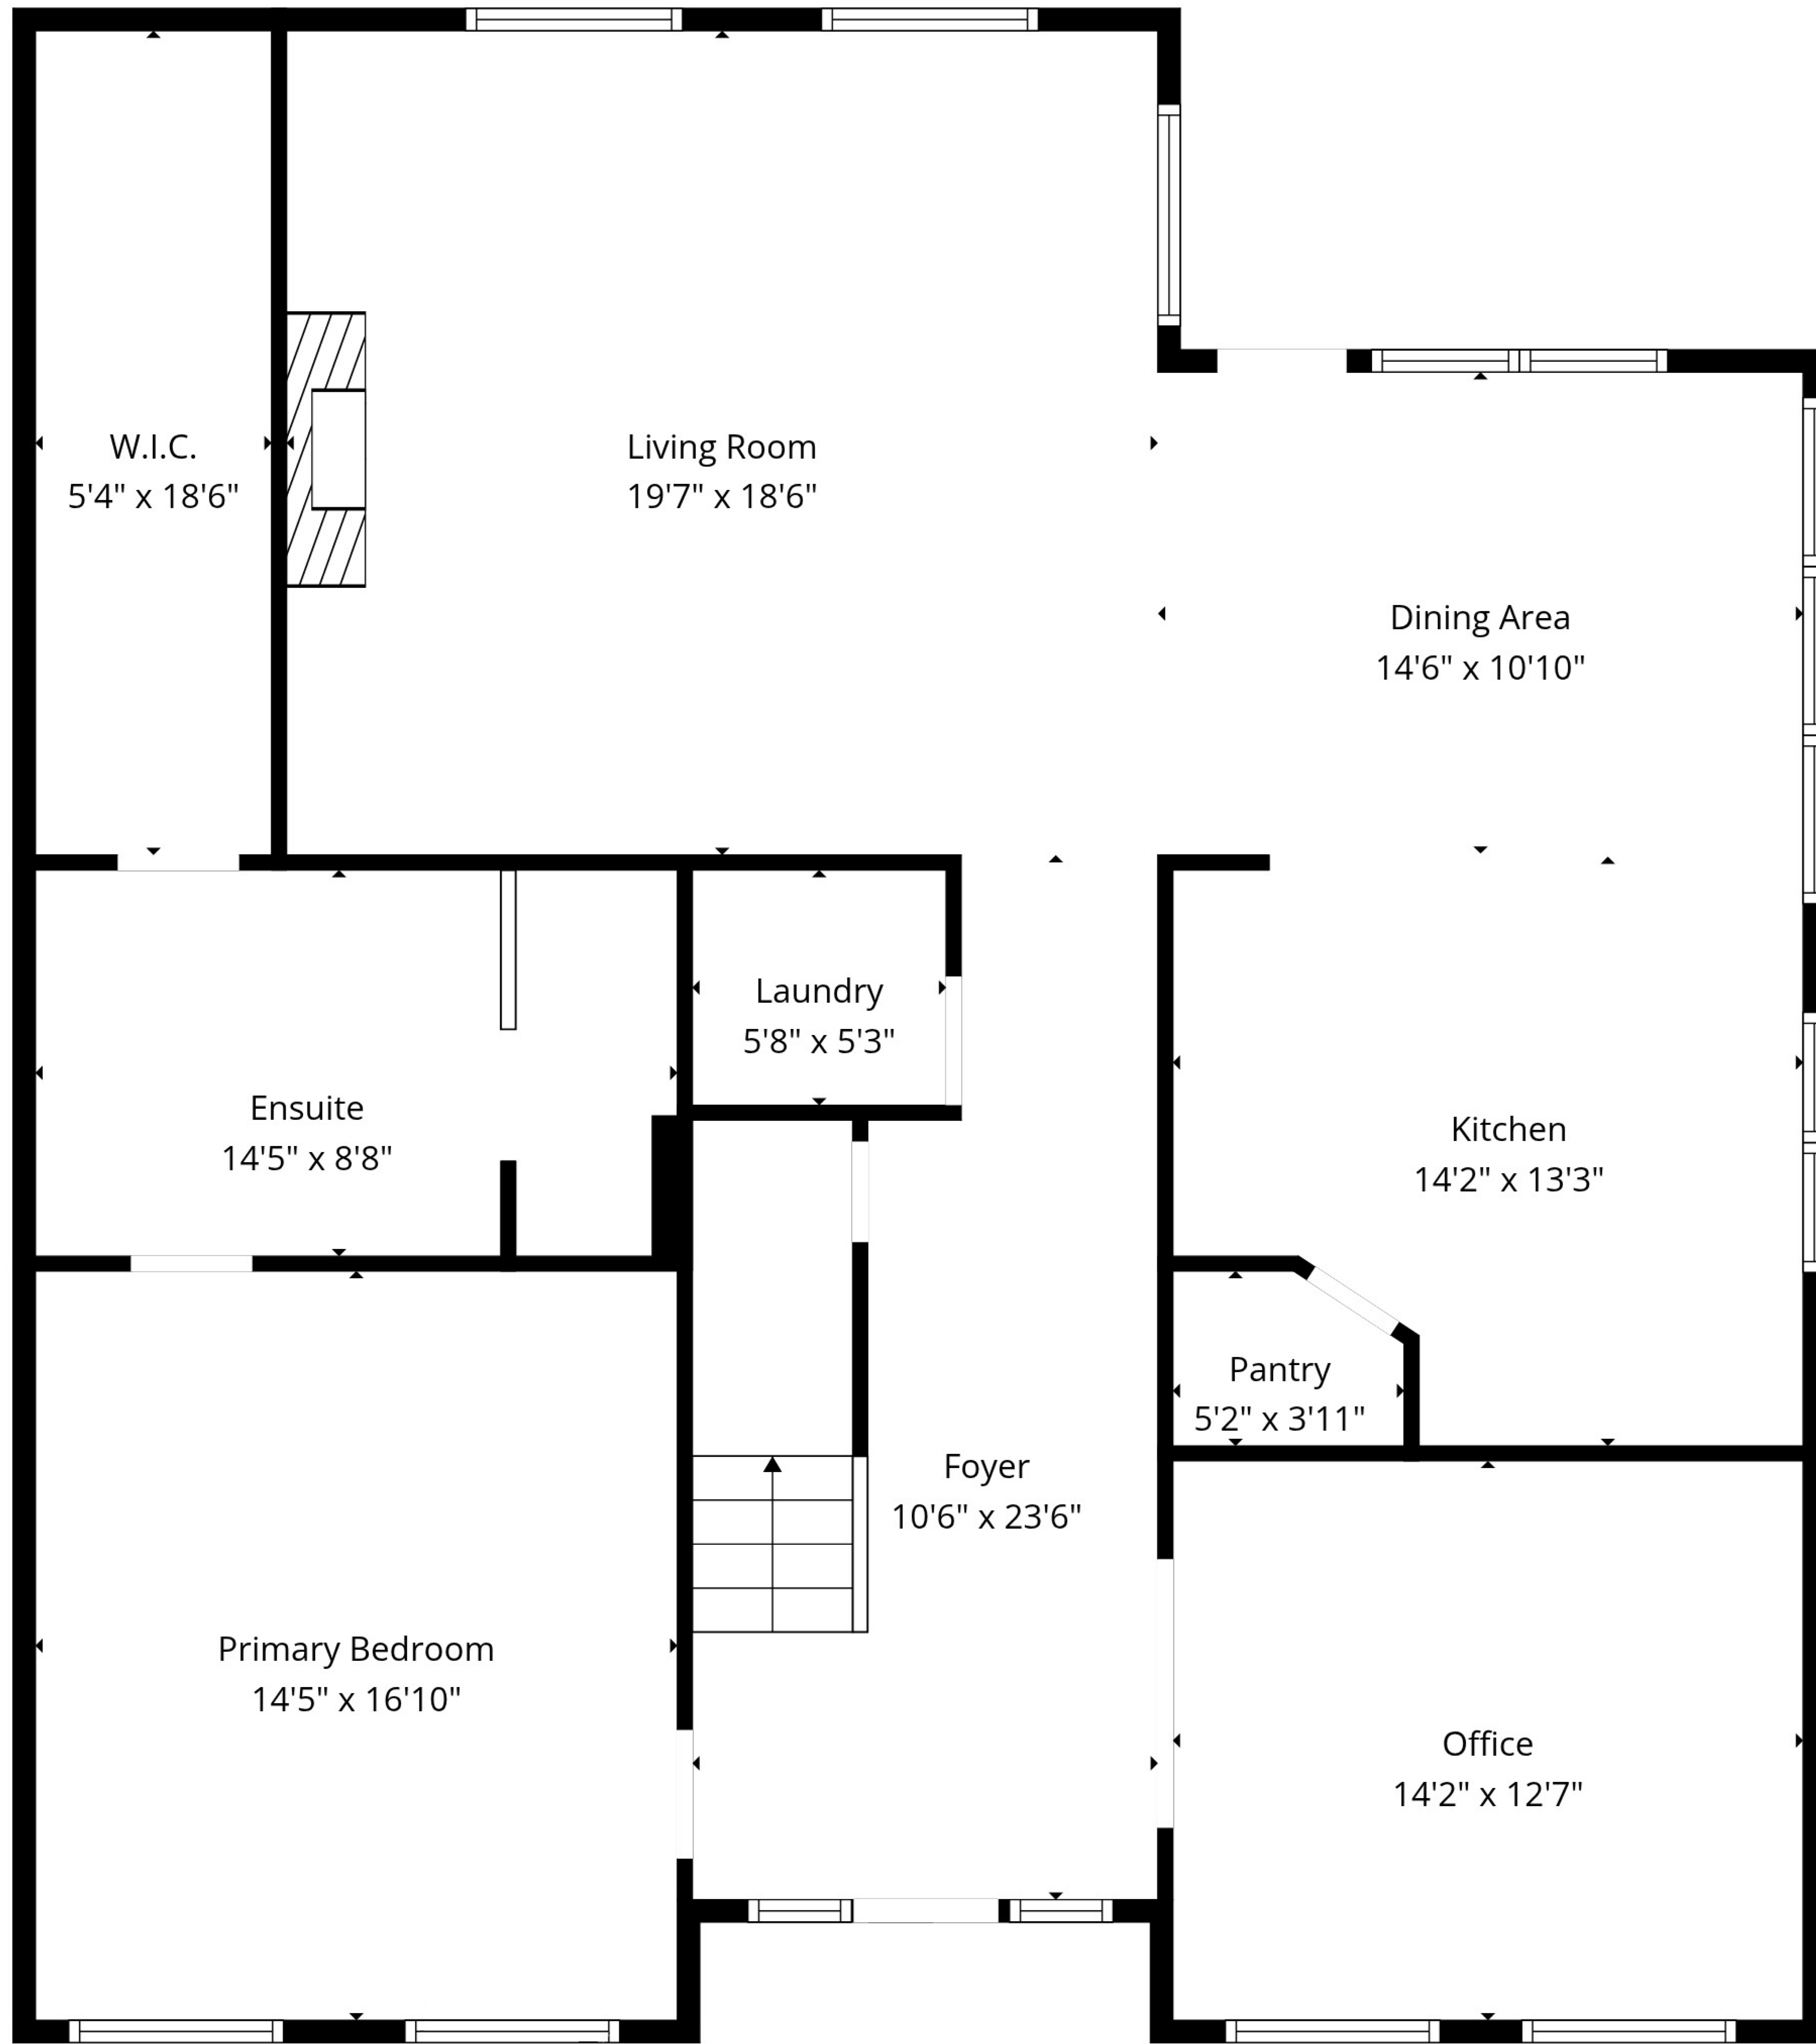 W.I.C.
5'4" x 18'6"
Living Room
19'7" x 18'6"
Dining Area
14'6" x 10'10"
Laundry
5'8" x 5'3"
Ensuite
14'5" x 8'8"
Kitchen
14'2" x 13'3"
Pantry
5'2" x 3'11"
Foyer
10'6" x 23'6"
Primary Bedroom
14'5" x 16'10"
Office
14'2" x 12'7"